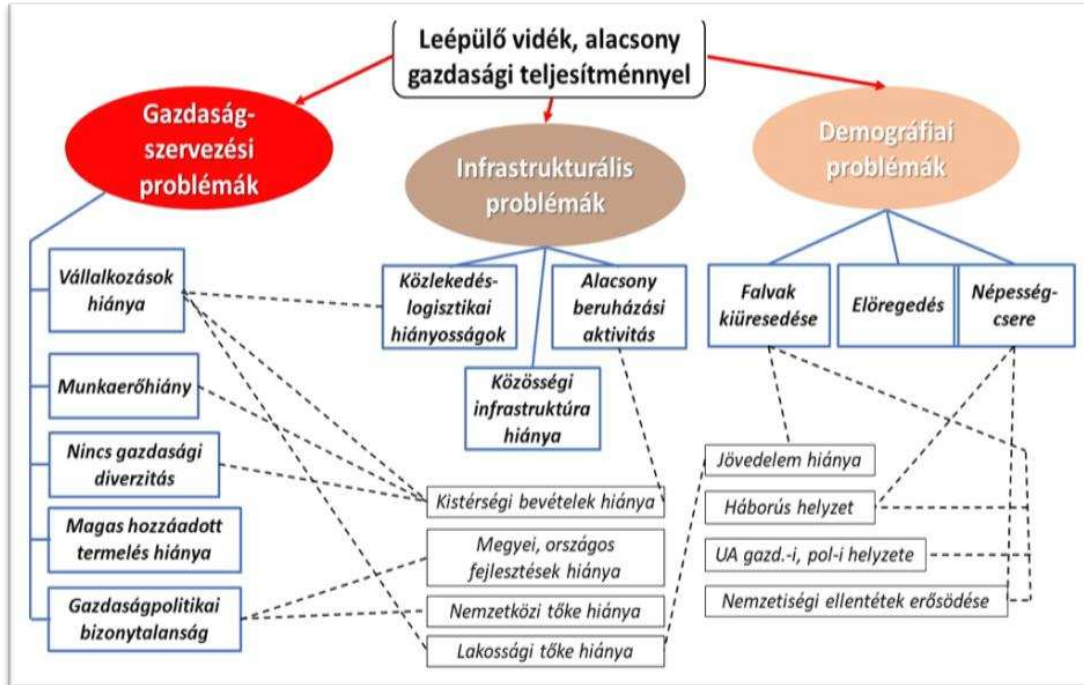 Leépülő vidék, alacsony
gazdasági teljesítménnyel
Gazdaság-
szervezési
problémák
Infrastrukturális
problémák
Demográfiai
problémák
Vállalkozások
hiánya
Munkaerőhiány
Nincs gazdasági
diverzitás
Magas hozzáadott
termelés hiánya
Gazdaságpolitikai
bizonytalanság
Közlekedés-
logisztikai
hiányosságok
Alacsony
beruházási
aktivitás
Közösségi
infrastruktúra
hiánya
Falvak
kiüresedése
Elöregedés
Népesség-
csere
Kistérségi bevételek hiánya
Megyei, országos
fejlesztések hiánya
Nemzetközi tőke hiánya
Lakossági tőke hiánya
Jövedelem hiánya
Háborús helyzet
UA gazd.-i, pol-i helyzete
Nemzetiségi ellentétek erősödése